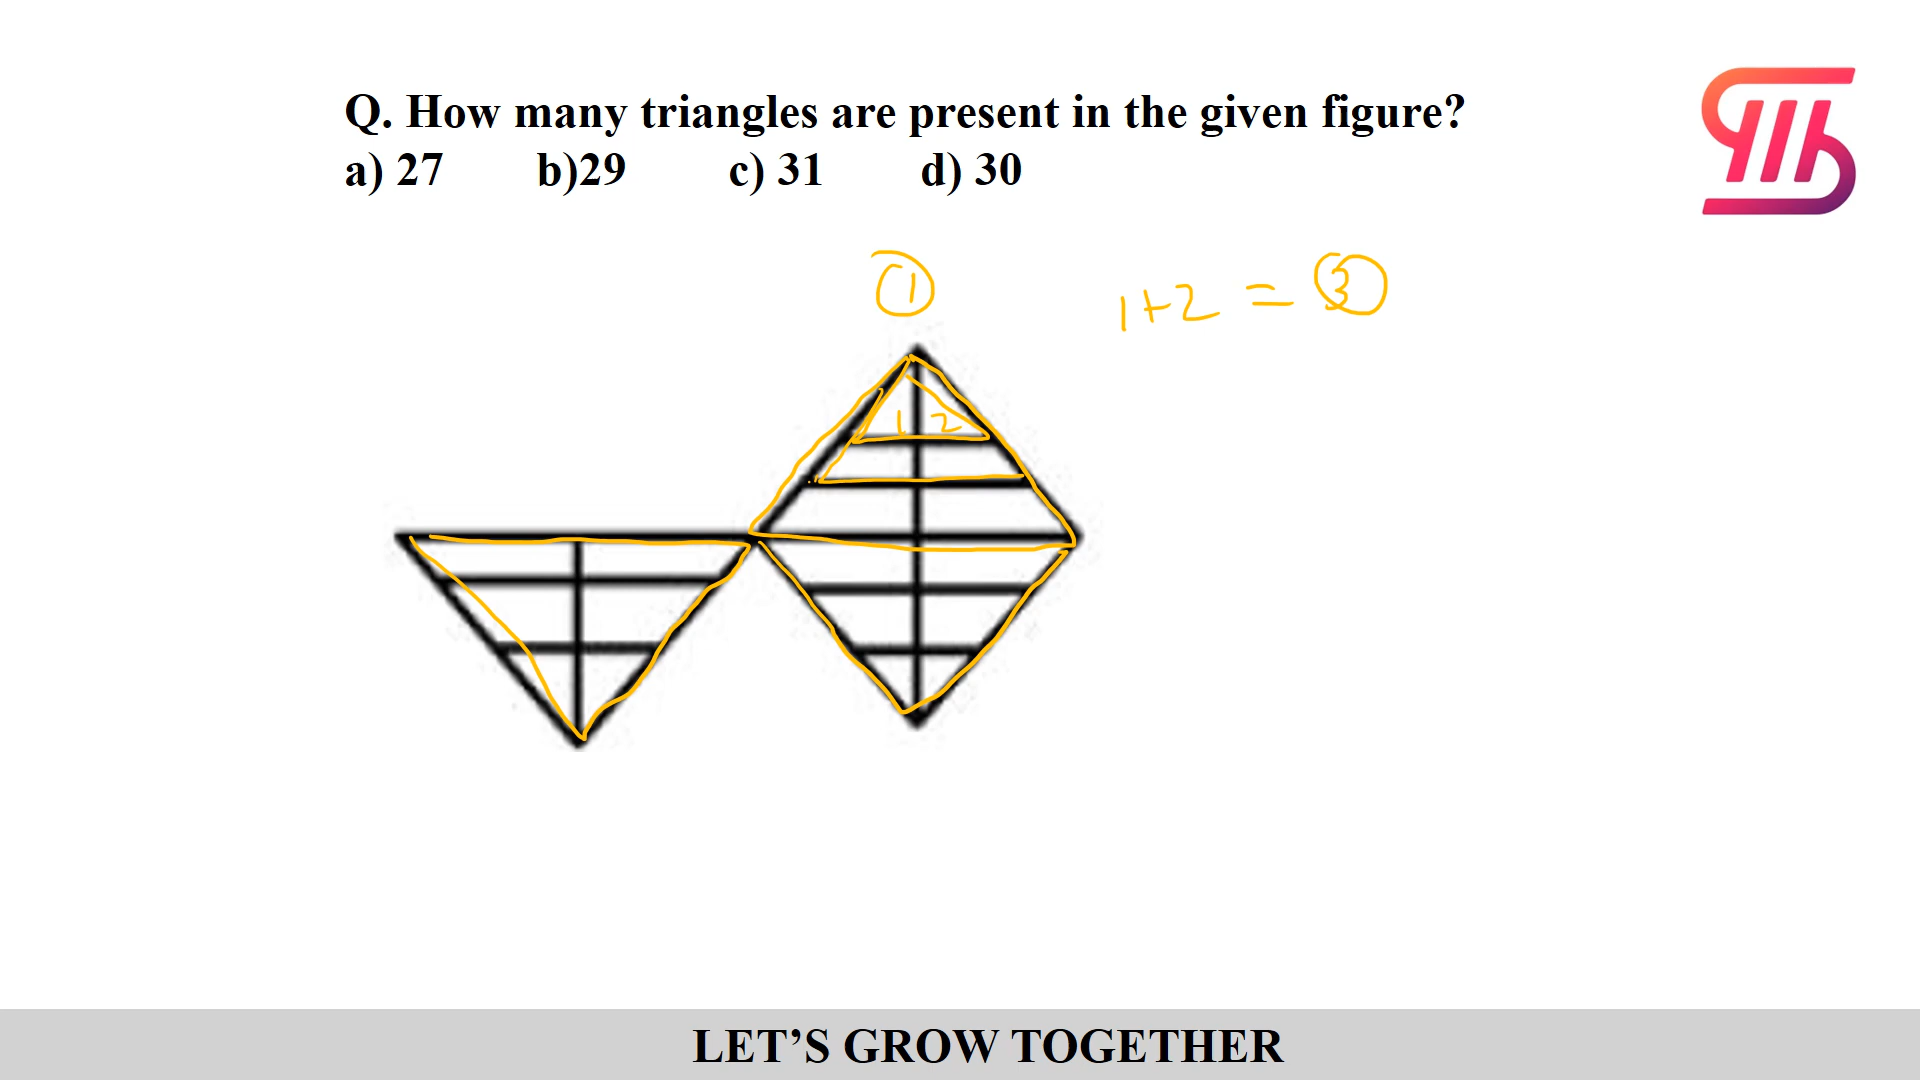 Q. How many triangles are present in the given figure?
a) 27 b)29 c) 31 d) 30
1
1+2 = 3
1 2
LET’S GROW TOGETHER